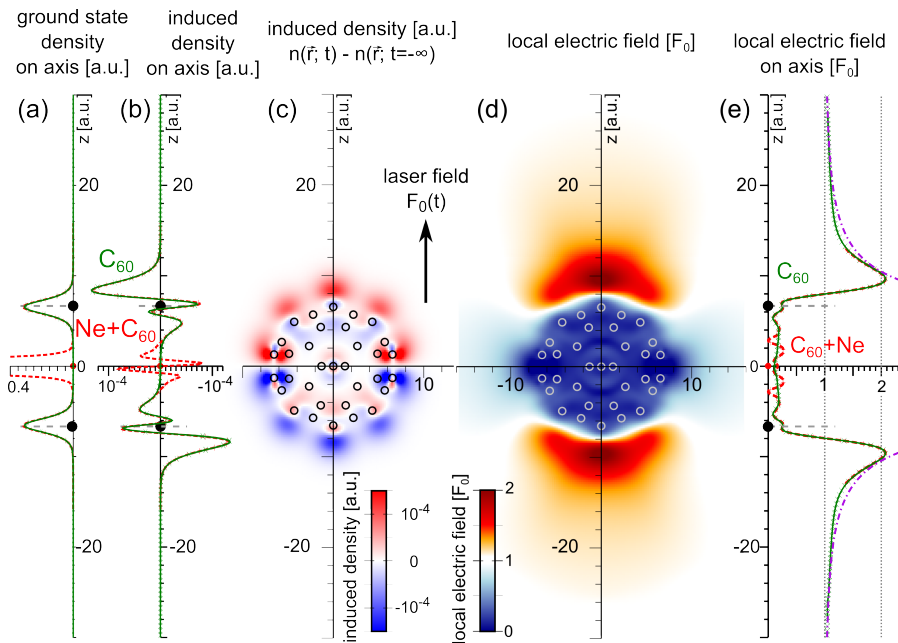 ground state
density
on axis [a.u.]
induced
density
on axis [a.u.]
induced density [a.u.]
n(r⃗; t) - n(r⃗; t=-∞)
local electric field [F₀]
local electric field
on axis [F₀]
(a)
(b)
(c)
(d)
(e)
z [a.u.]
z [a.u.]
z [a.u.]
z [a.u.]
z [a.u.]
20
20
20
20
laser field
F₀(t)
C₆₀
C₆₀
Ne+C₆₀
C₆₀+Ne
0.4
0
10⁻⁴
0
-10⁻⁴
10
-10
10
0
1
2
-20
-20
-20
-20
induced density [a.u.]
10⁻⁴
0
-10⁻⁴
local electric field [F₀]
2
1
0